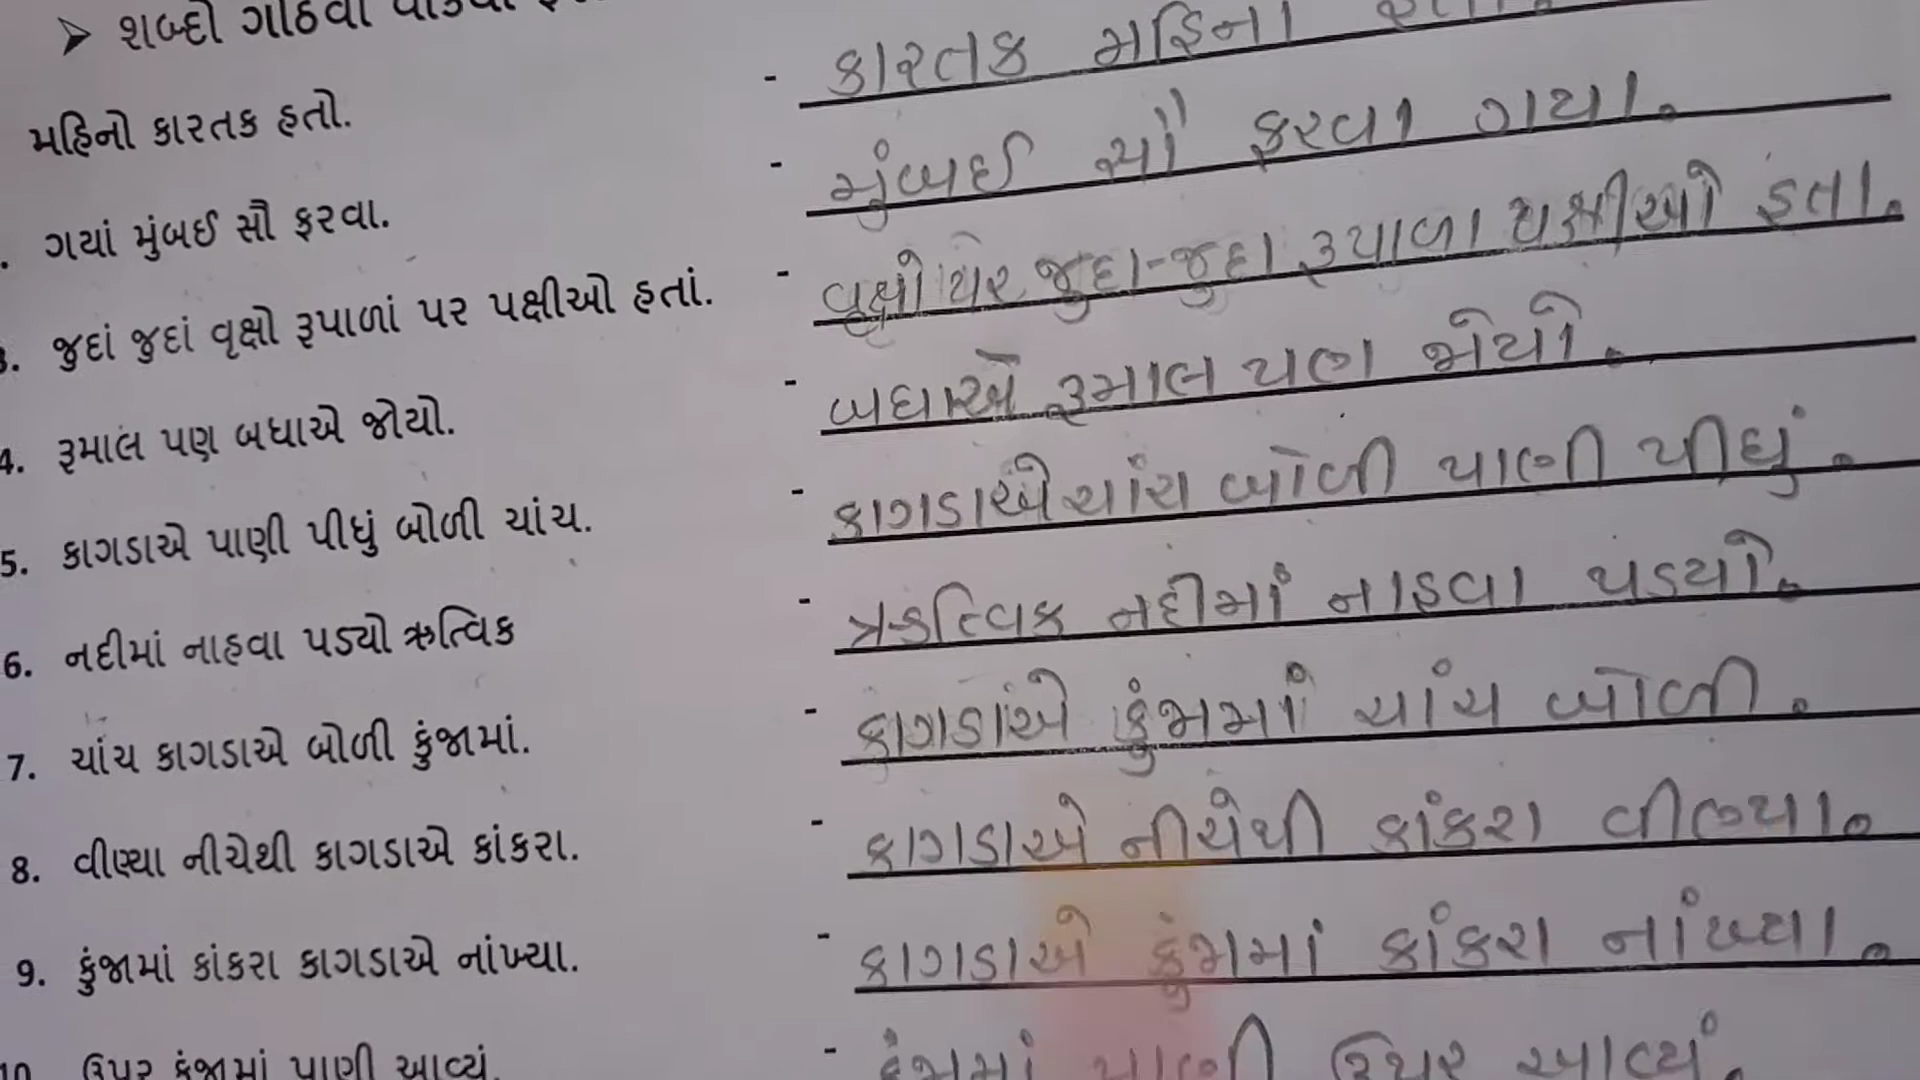 ➤ શબ્દો ગોઠવી
કારતક મહિના
મહિનો કારતક હતો.
. ગયાં મુંબઈ સૌ ફરવા. - મુંબઈ સૌ ફરવા ગયા.
3. જુદાં જુદાં વૃક્ષો રૂપાળાં પર પક્ષીઓ હતાં. - વૃક્ષો પર જુદા-જુદા રૂપાળા પક્ષીઓ હતા.
4. રૂમાલ પણ બધાએ જોયો. - બધાએ રૂમાલ પણ જોયો.
5. કાગડાએ પાણી પીધું બોળી ચાંચ. - કાગડાએ ચાંચ બોળી પાણી પીધું.
6. નદીમાં નાહવા પડ્યો ઋત્વિક - ઋત્વિક નદીમાં નાહવા પડયો.
7. ચાંચ કાગડાએ બોળી કુંજામાં. - કાગડાંએ કુંજામાં ચાંચ બોળી.
8. વીણ્યા નીચેથી કાગડાએ કાંકરા. - કાગડાએ નીચેથી કાંકરા વીણ્યા.
9. કુંજામાં કાંકરા કાગડાએ નાંખ્યા. - કાગડાએ કુંજામાં કાંકરા નાંખ્યા.
10 ઉપર કુંજામાં પાણી આવ્યું. - કુંજામાં પાણી ઉપર આવ્યું.